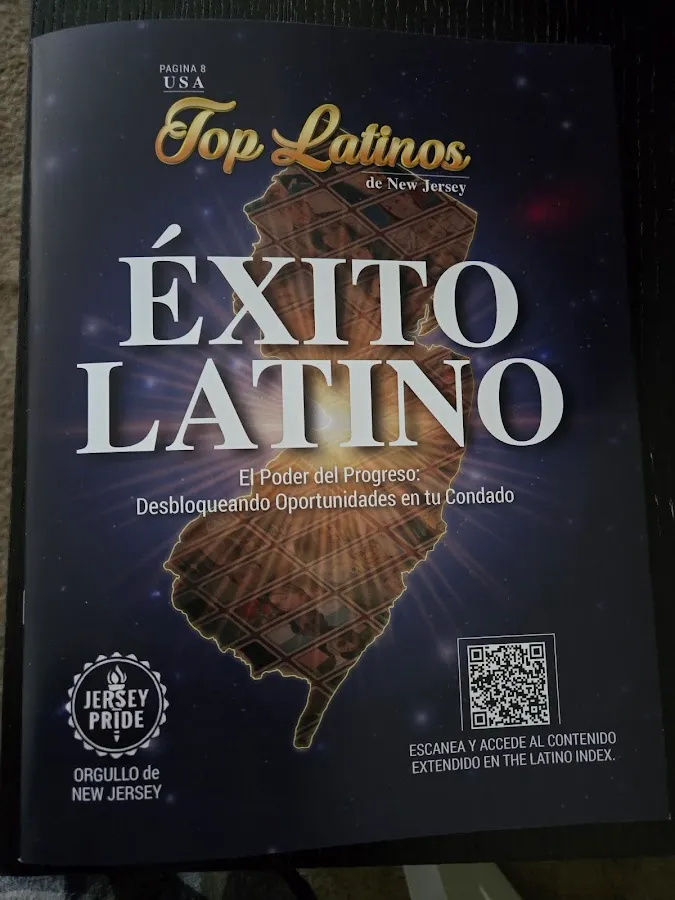 PAGINA 8
USA
Top Latinos
de New Jersey
ÉXITO
LATINO
El Poder del Progreso:
Desbloqueando Oportunidades en tu Condado
JERSEY
PRIDE
ORGULLO de
NEW JERSEY
ESCANEA Y ACCEDE AL CONTENIDO
EXTENDIDO EN THE LATINO INDEX.